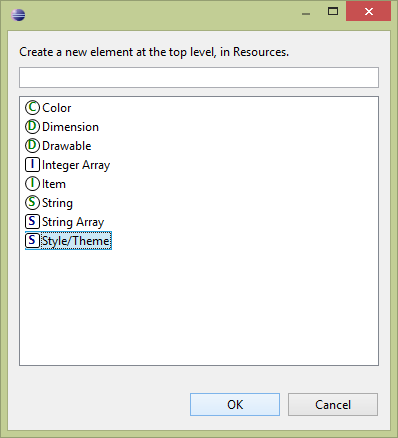 Create a new element at the top level, in Resources.
C Color
D Dimension
D Drawable
I Integer Array
I Item
S String
S String Array
S Style/Theme
OK Cancel